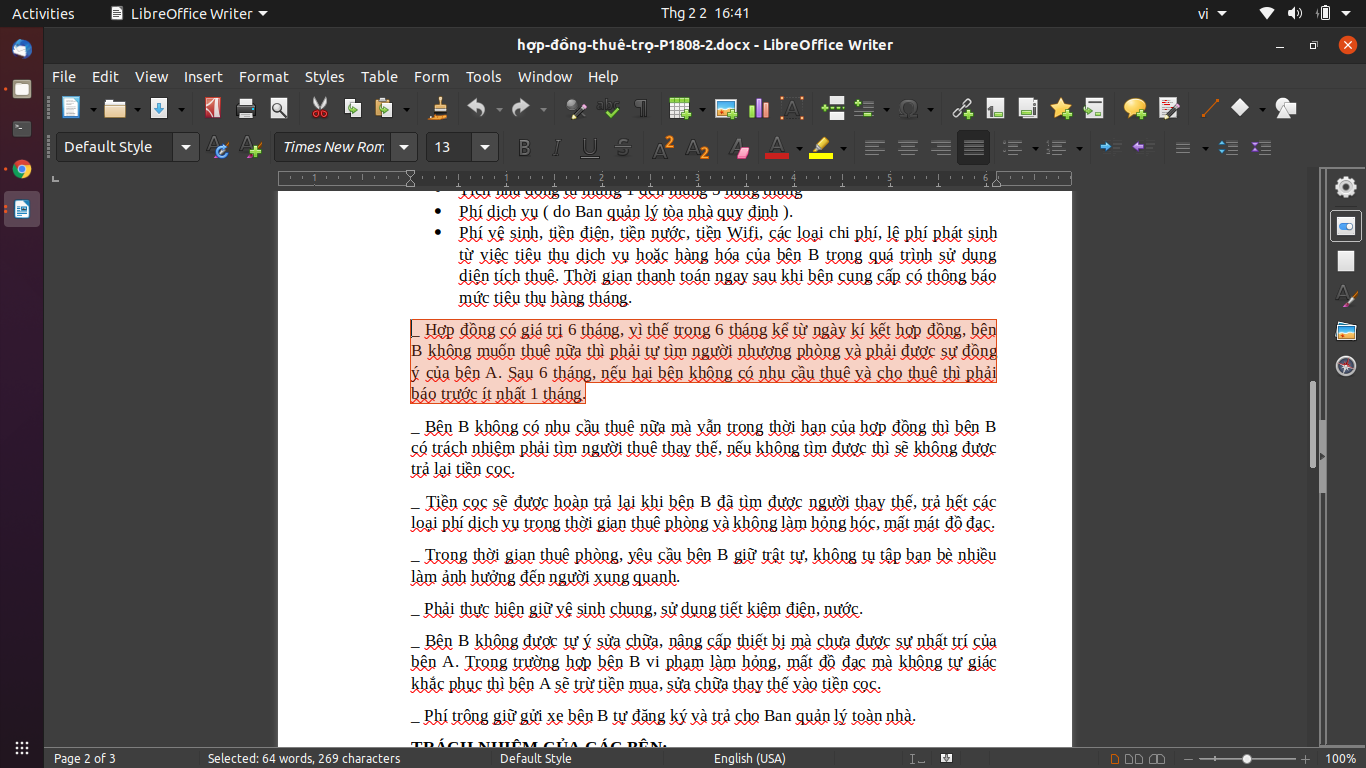 Activities
LibreOffice Writer
Thg 2 2 16:41
vi
hợp-đồng-thuê-trọ-P1808-2.docx - LibreOffice Writer
File Edit View Insert Format Styles Table Form Tools Window Help
Default Style
Times New Rom
13
1 1 2 3 4 5 6
Phí dịch vụ ( do Ban quản lý tòa nhà quy định ).
Phí vệ sinh, tiền điện, tiền nước, tiền Wifi, các loại chi phí, lệ phí phát sinh
từ việc tiêu thụ dịch vụ hoặc hàng hóa của bên B trong quá trình sử dụng
diện tích thuê. Thời gian thanh toán ngay sau khi bên cung cấp có thông báo
mức tiêu thụ hàng tháng.
_ Hợp đồng có giá trị 6 tháng, vì thế trong 6 tháng kể từ ngày kí kết hợp đồng, bên
B không muốn thuê nữa thì phải tự tìm người nhượng phòng và phải được sự đồng
ý của bên A. Sau 6 tháng, nếu hai bên không có nhu cầu thuê và cho thuê thì phải
báo trước ít nhất 1 tháng.
_ Bên B không có nhu cầu thuê nữa mà vẫn trong thời hạn của hợp đồng thì bên B
có trách nhiệm phải tìm người thuê thay thế, nếu không tìm được thì sẽ không được
trả lại tiền cọc.
_ Tiền cọc sẽ được hoàn trả lại khi bên B đã tìm được người thay thế, trả hết các
loại phí dịch vụ trong thời gian thuê phòng và không làm hỏng hóc, mất mát đồ đạc.
_ Trong thời gian thuê phòng, yêu cầu bên B giữ trật tự, không tụ tập bạn bè nhiều
làm ảnh hưởng đến người xung quanh.
_ Phải thực hiện giữ vệ sinh chung, sử dụng tiết kiệm điện, nước.
_ Bên B không được tự ý sửa chữa, nâng cấp thiết bị mà chưa được sự nhất trí của
bên A. Trong trường hợp bên B vi phạm làm hỏng, mất đồ đạc mà không tự giác
khắc phục thì bên A sẽ trừ tiền mua, sửa chữa thay thế vào tiền cọc.
_ Phí trông giữ gửi xe bên B tự đăng ký và trả cho Ban quản lý toàn nhà.
TRÁCH NHIỆM CỦA CÁC BÊN:
Page 2 of 3
Selected: 64 words, 269 characters
Default Style
English (USA)
100%